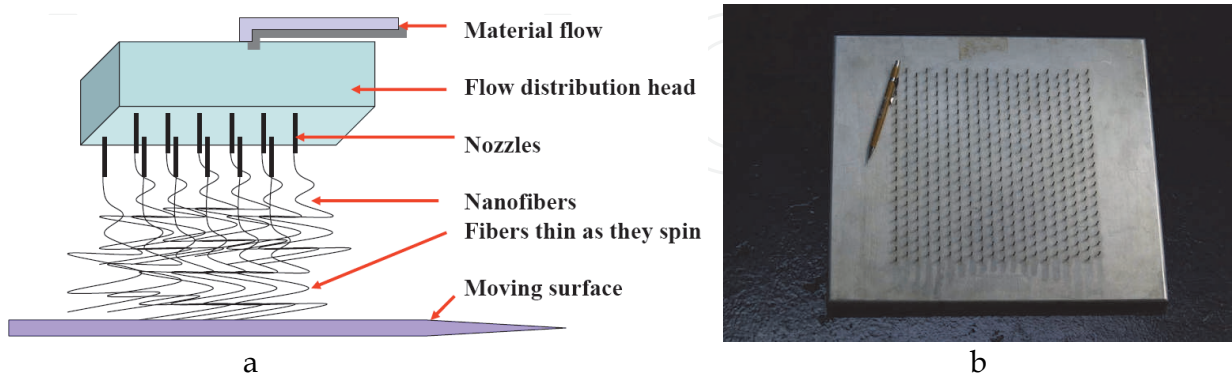 Material flow
Flow distribution head
Nozzles
Nanofibers
Fibers thin as they spin
Moving surface
a
b